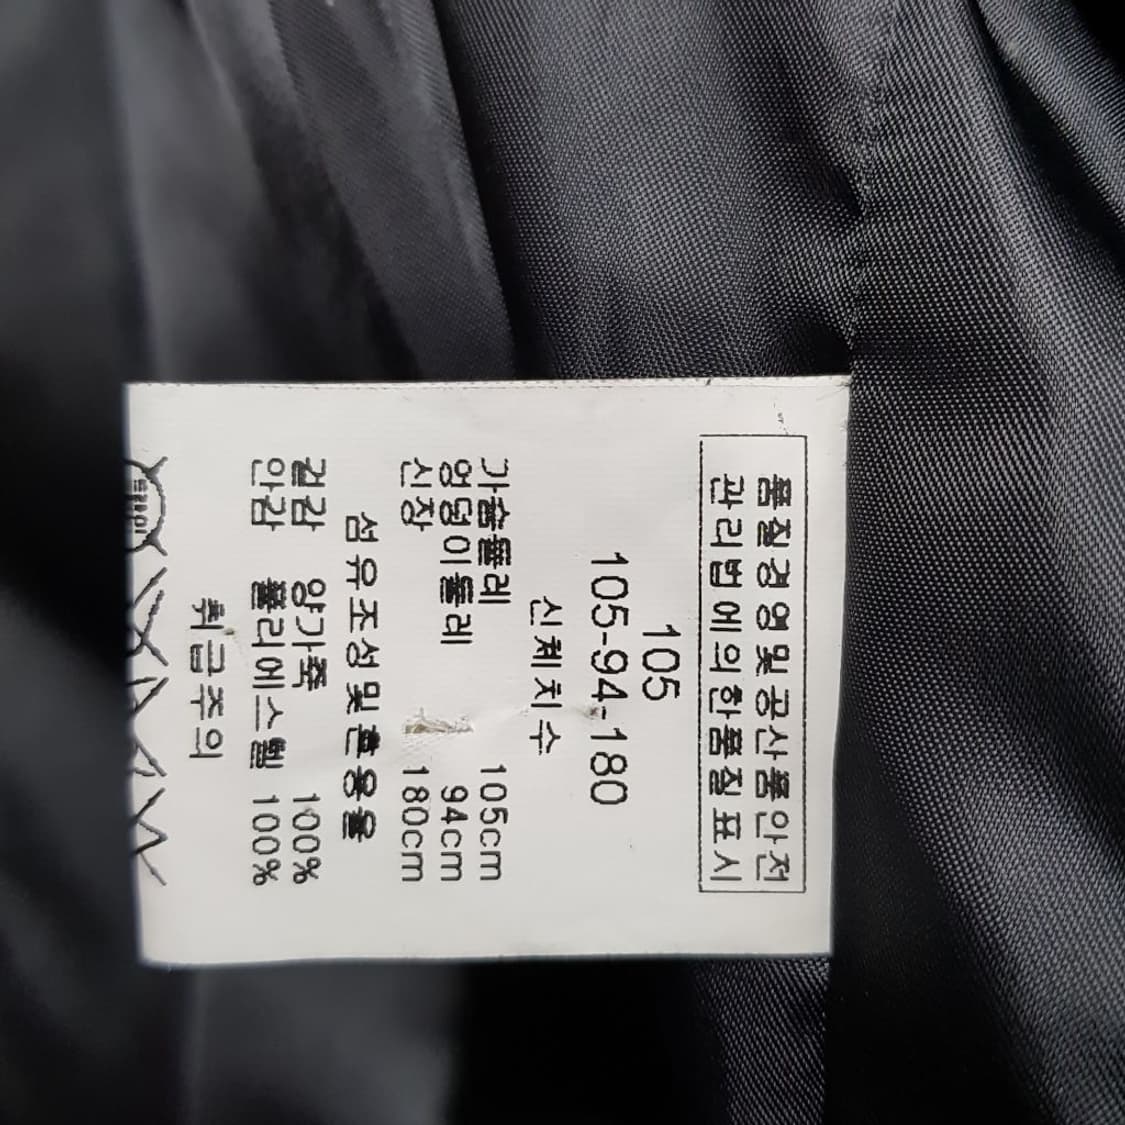 품질경영및공산품안전
관리법에의한품질표시
105
105-94-180
신체치수
가슴둘레 105cm
엉덩이둘레 94cm
신장 180cm
섬유조성및혼용율
겉감 양가죽 100%
안감 폴리에스텔 100%
취급주의
드라이